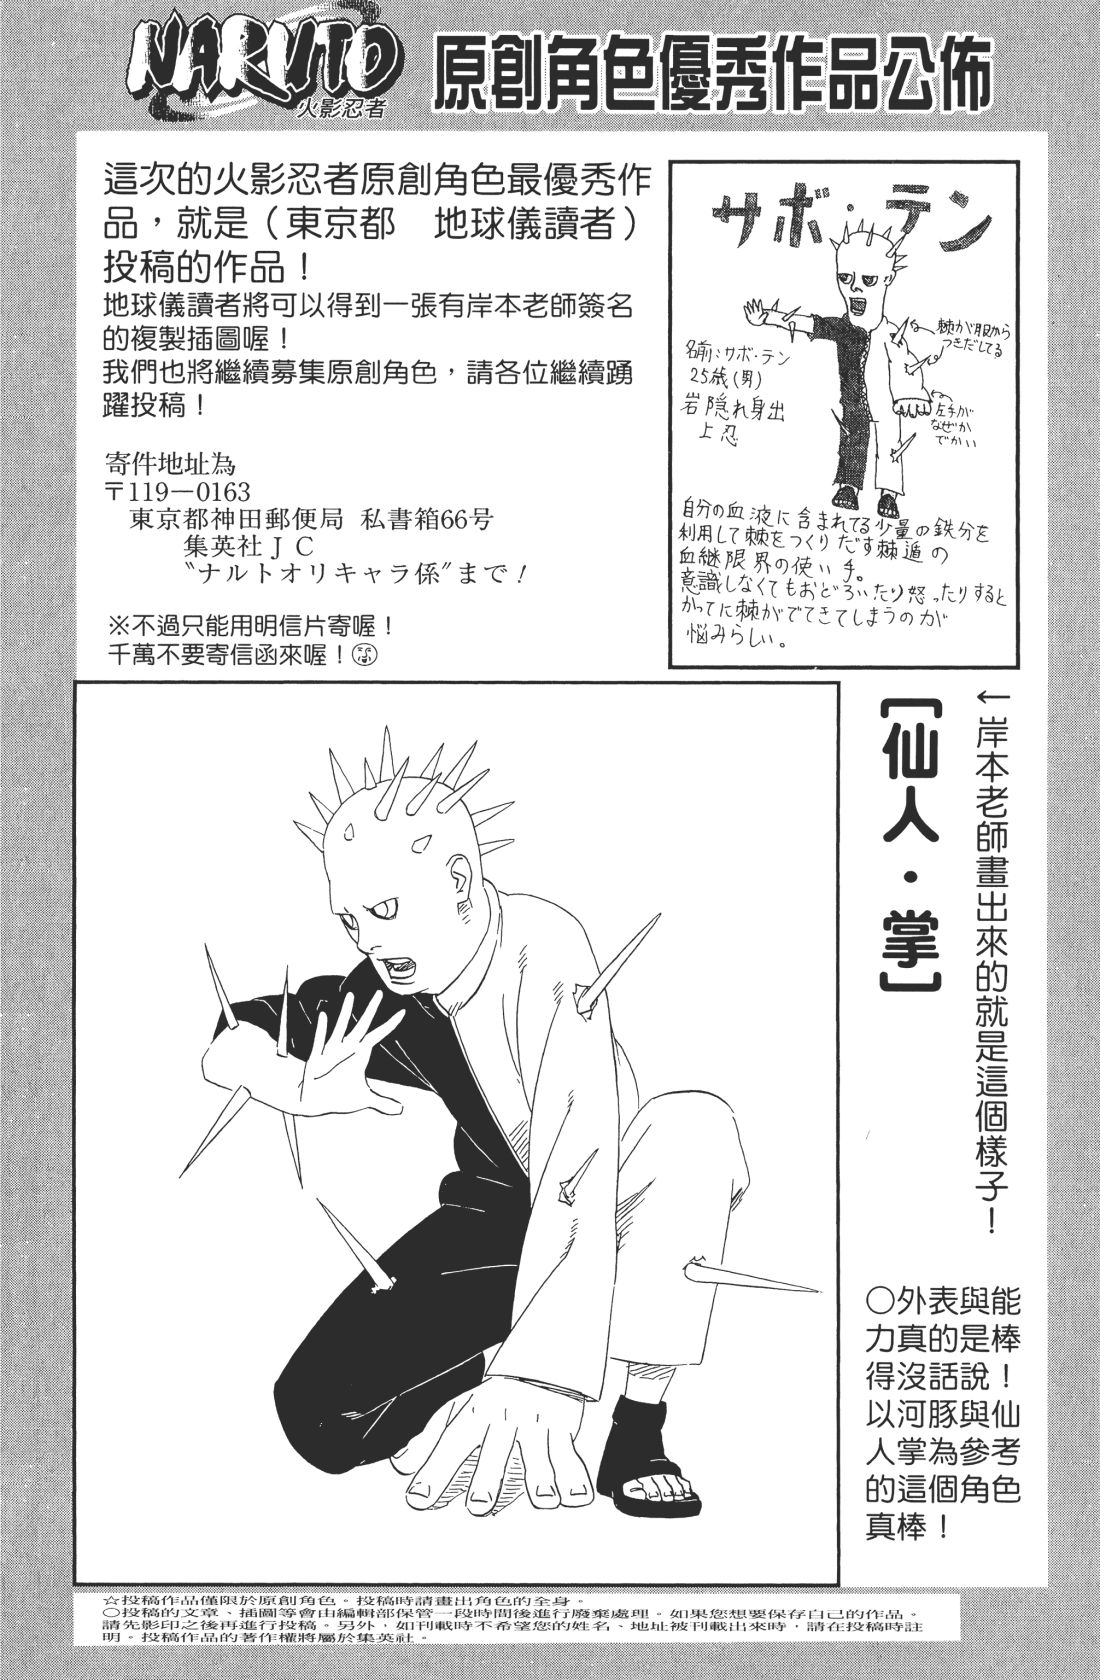 NARUTO
火影忍者
原創角色優秀作品公佈
這次的火影忍者原創角色最優秀作
品，就是（東京都　地球儀讀者）
投稿的作品！
地球儀讀者將可以得到一張有岸本老師簽名
的複製插圖喔！
我們也將繼續募集原創角色，請各位繼續踴
躍投稿！
寄件地址為
〒119－0163
東京都神田郵便局 私書箱66号
集英社ＪＣ
〝ナルトオリキャラ係〞まで！
※不過只能用明信片寄喔！
千萬不要寄信函來喔！
サボ・テン
棘が服から
つきだしてる
名前：サボ・テン
25歳（男）
岩隠れ身出
上忍
左手が
なぜか
でかい
自分の血液に含まれてる少量の鉄分を
利用して棘をつくりだす棘遁の
血継限界の使い手。
意識しなくてもおどろいたり怒ったりすると
かってに棘がでてきてしまうのが
悩みらしい。
←岸本老師畫出來的就是這個樣子！
［仙人・掌］
○外表與能
力真的是棒
得沒話說！
以河豚與仙
人掌為參考
的這個角色
真棒！
☆投稿作品僅限於原創角色。投稿時請畫出角色的全身。
○投稿的文章、插圖等會由編輯部保管一段時間後進行廢棄處理。如果您想要保存自己的作品。
請先影印之後再進行投稿。另外，如刊載時不希望您的姓名、地址被刊載出來時，請在投稿時註
明。投稿作品的著作權將屬於集英社。